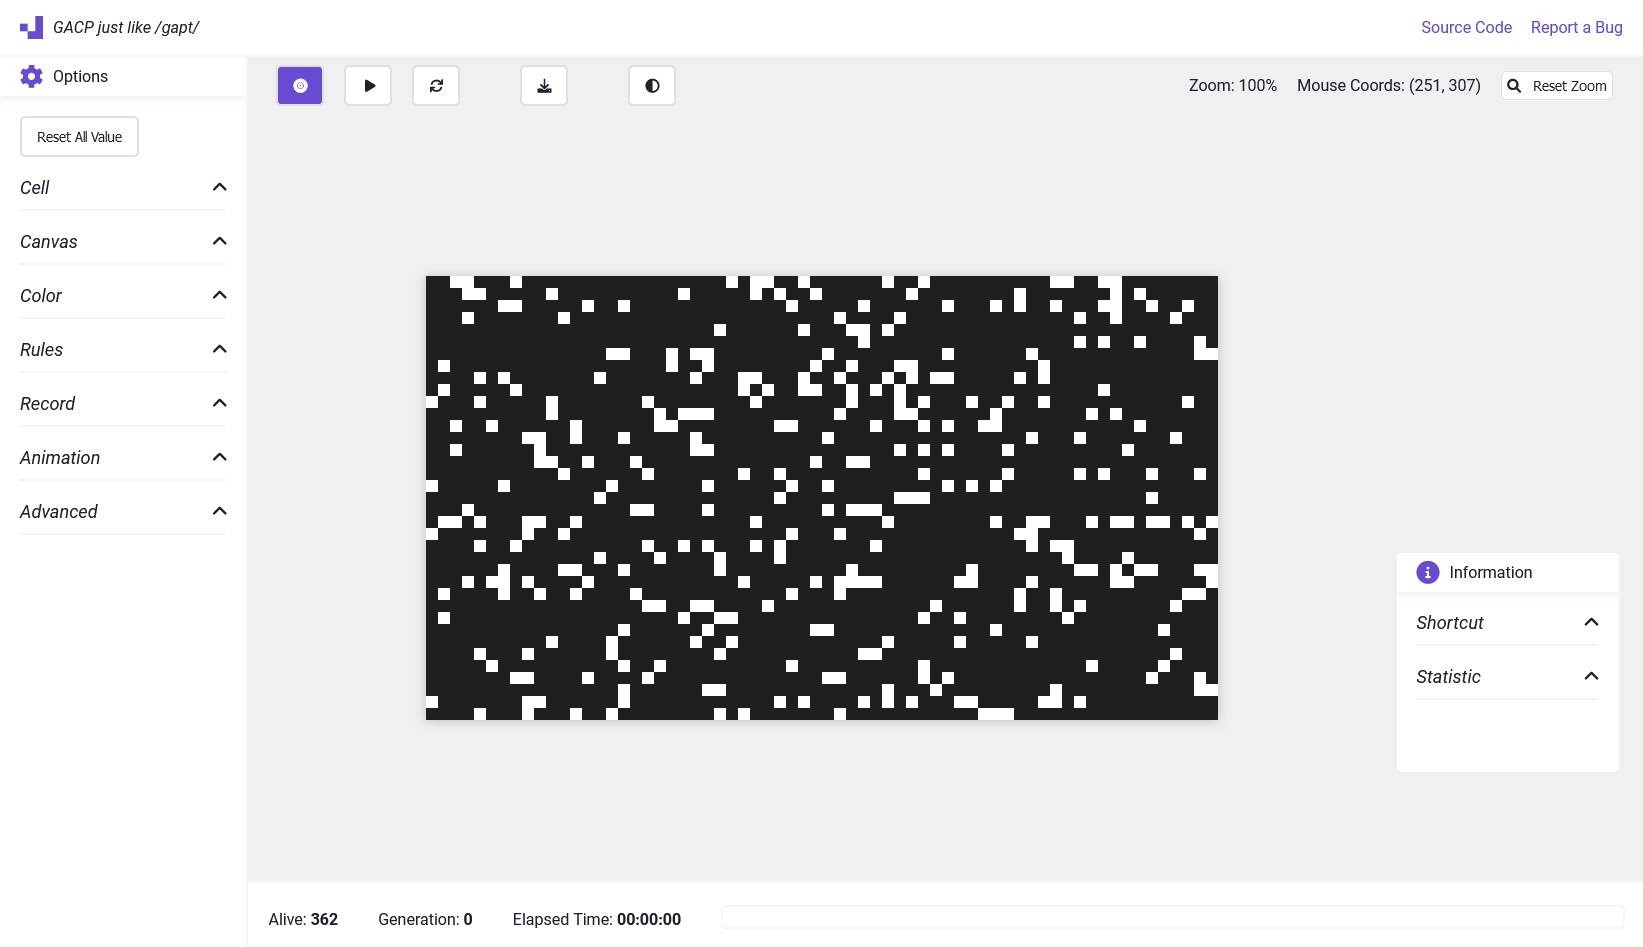 GACP just like /gapt/
Source Code
Report a Bug
Options
Zoom: 100%
Mouse Coords: (251, 307)
Reset Zoom
Reset All Value
Cell
Canvas
Color
Rules
Record
Animation
Advanced
Information
Shortcut
Statistic
Alive: 362
Generation: 0
Elapsed Time: 00:00:00